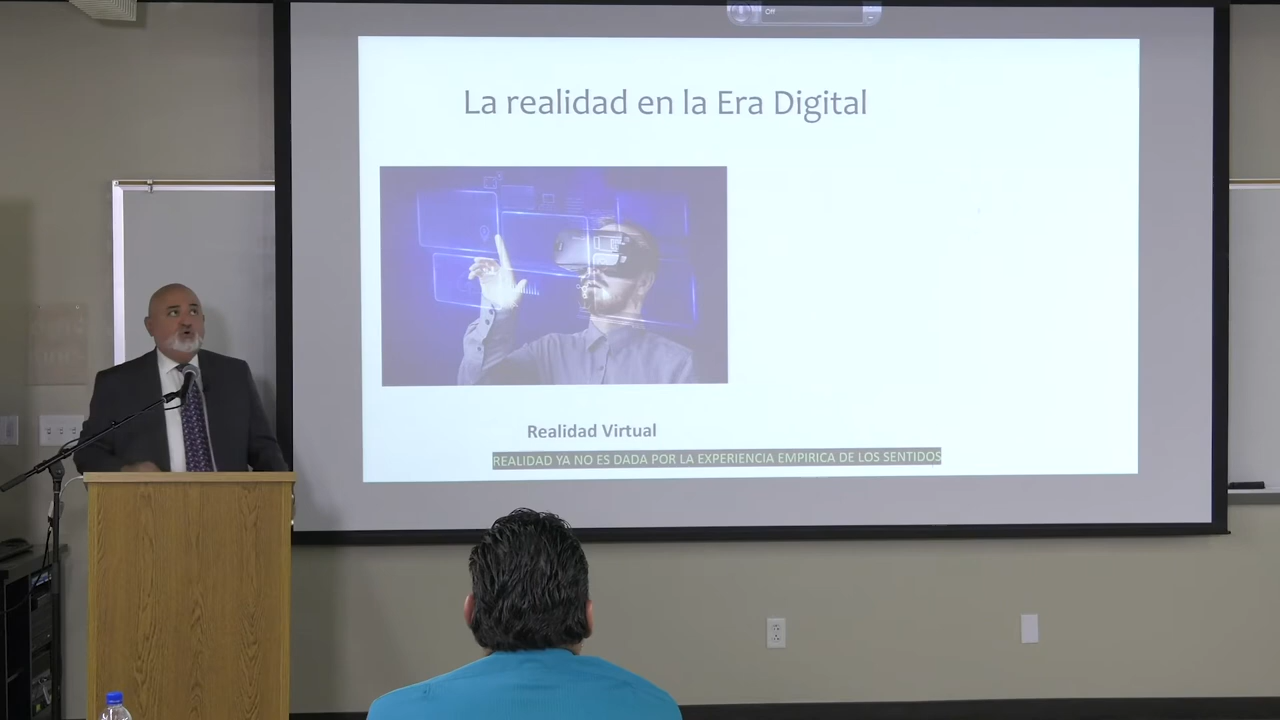 Off
La realidad en la Era Digital
Realidad Virtual
REALIDAD YA NO ES DADA POR LA EXPERIENCIA EMPIRICA DE LOS SENTIDOS